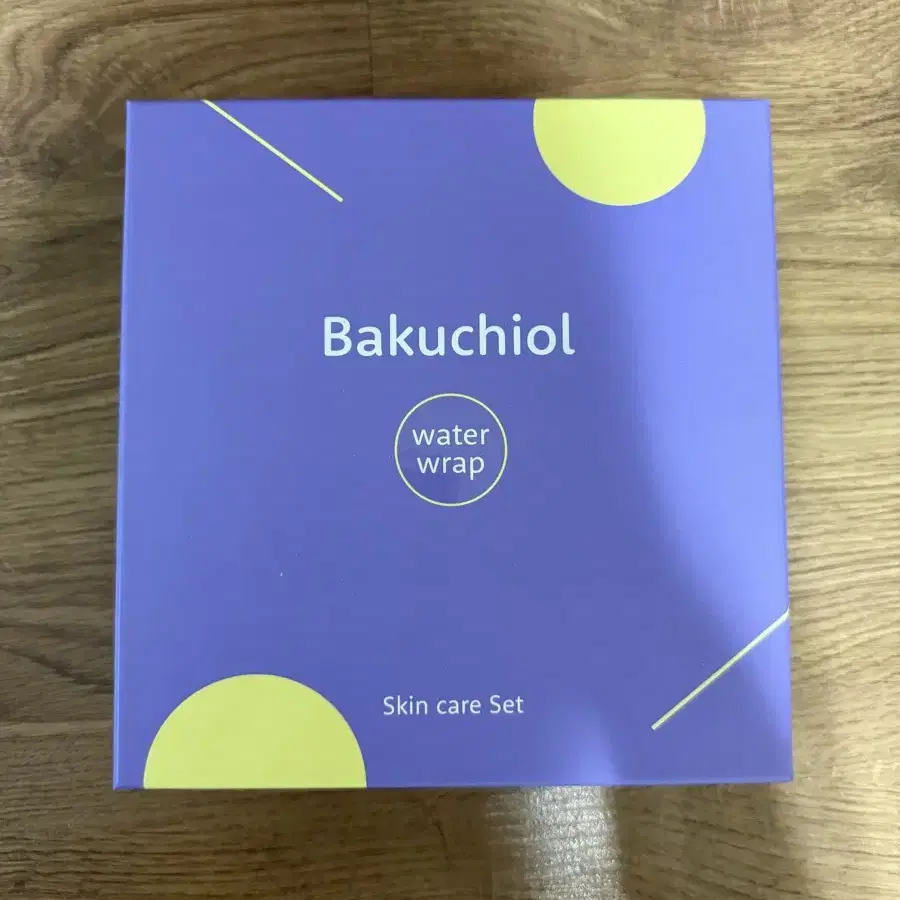 Bakuchiol
water
wrap
Skin care Set